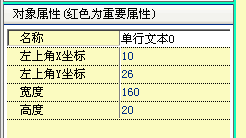 对象属性(红色为重要属性)
名称 单行文本0
左上角X坐标 10
左上角Y坐标 26
宽度 160
高度 20